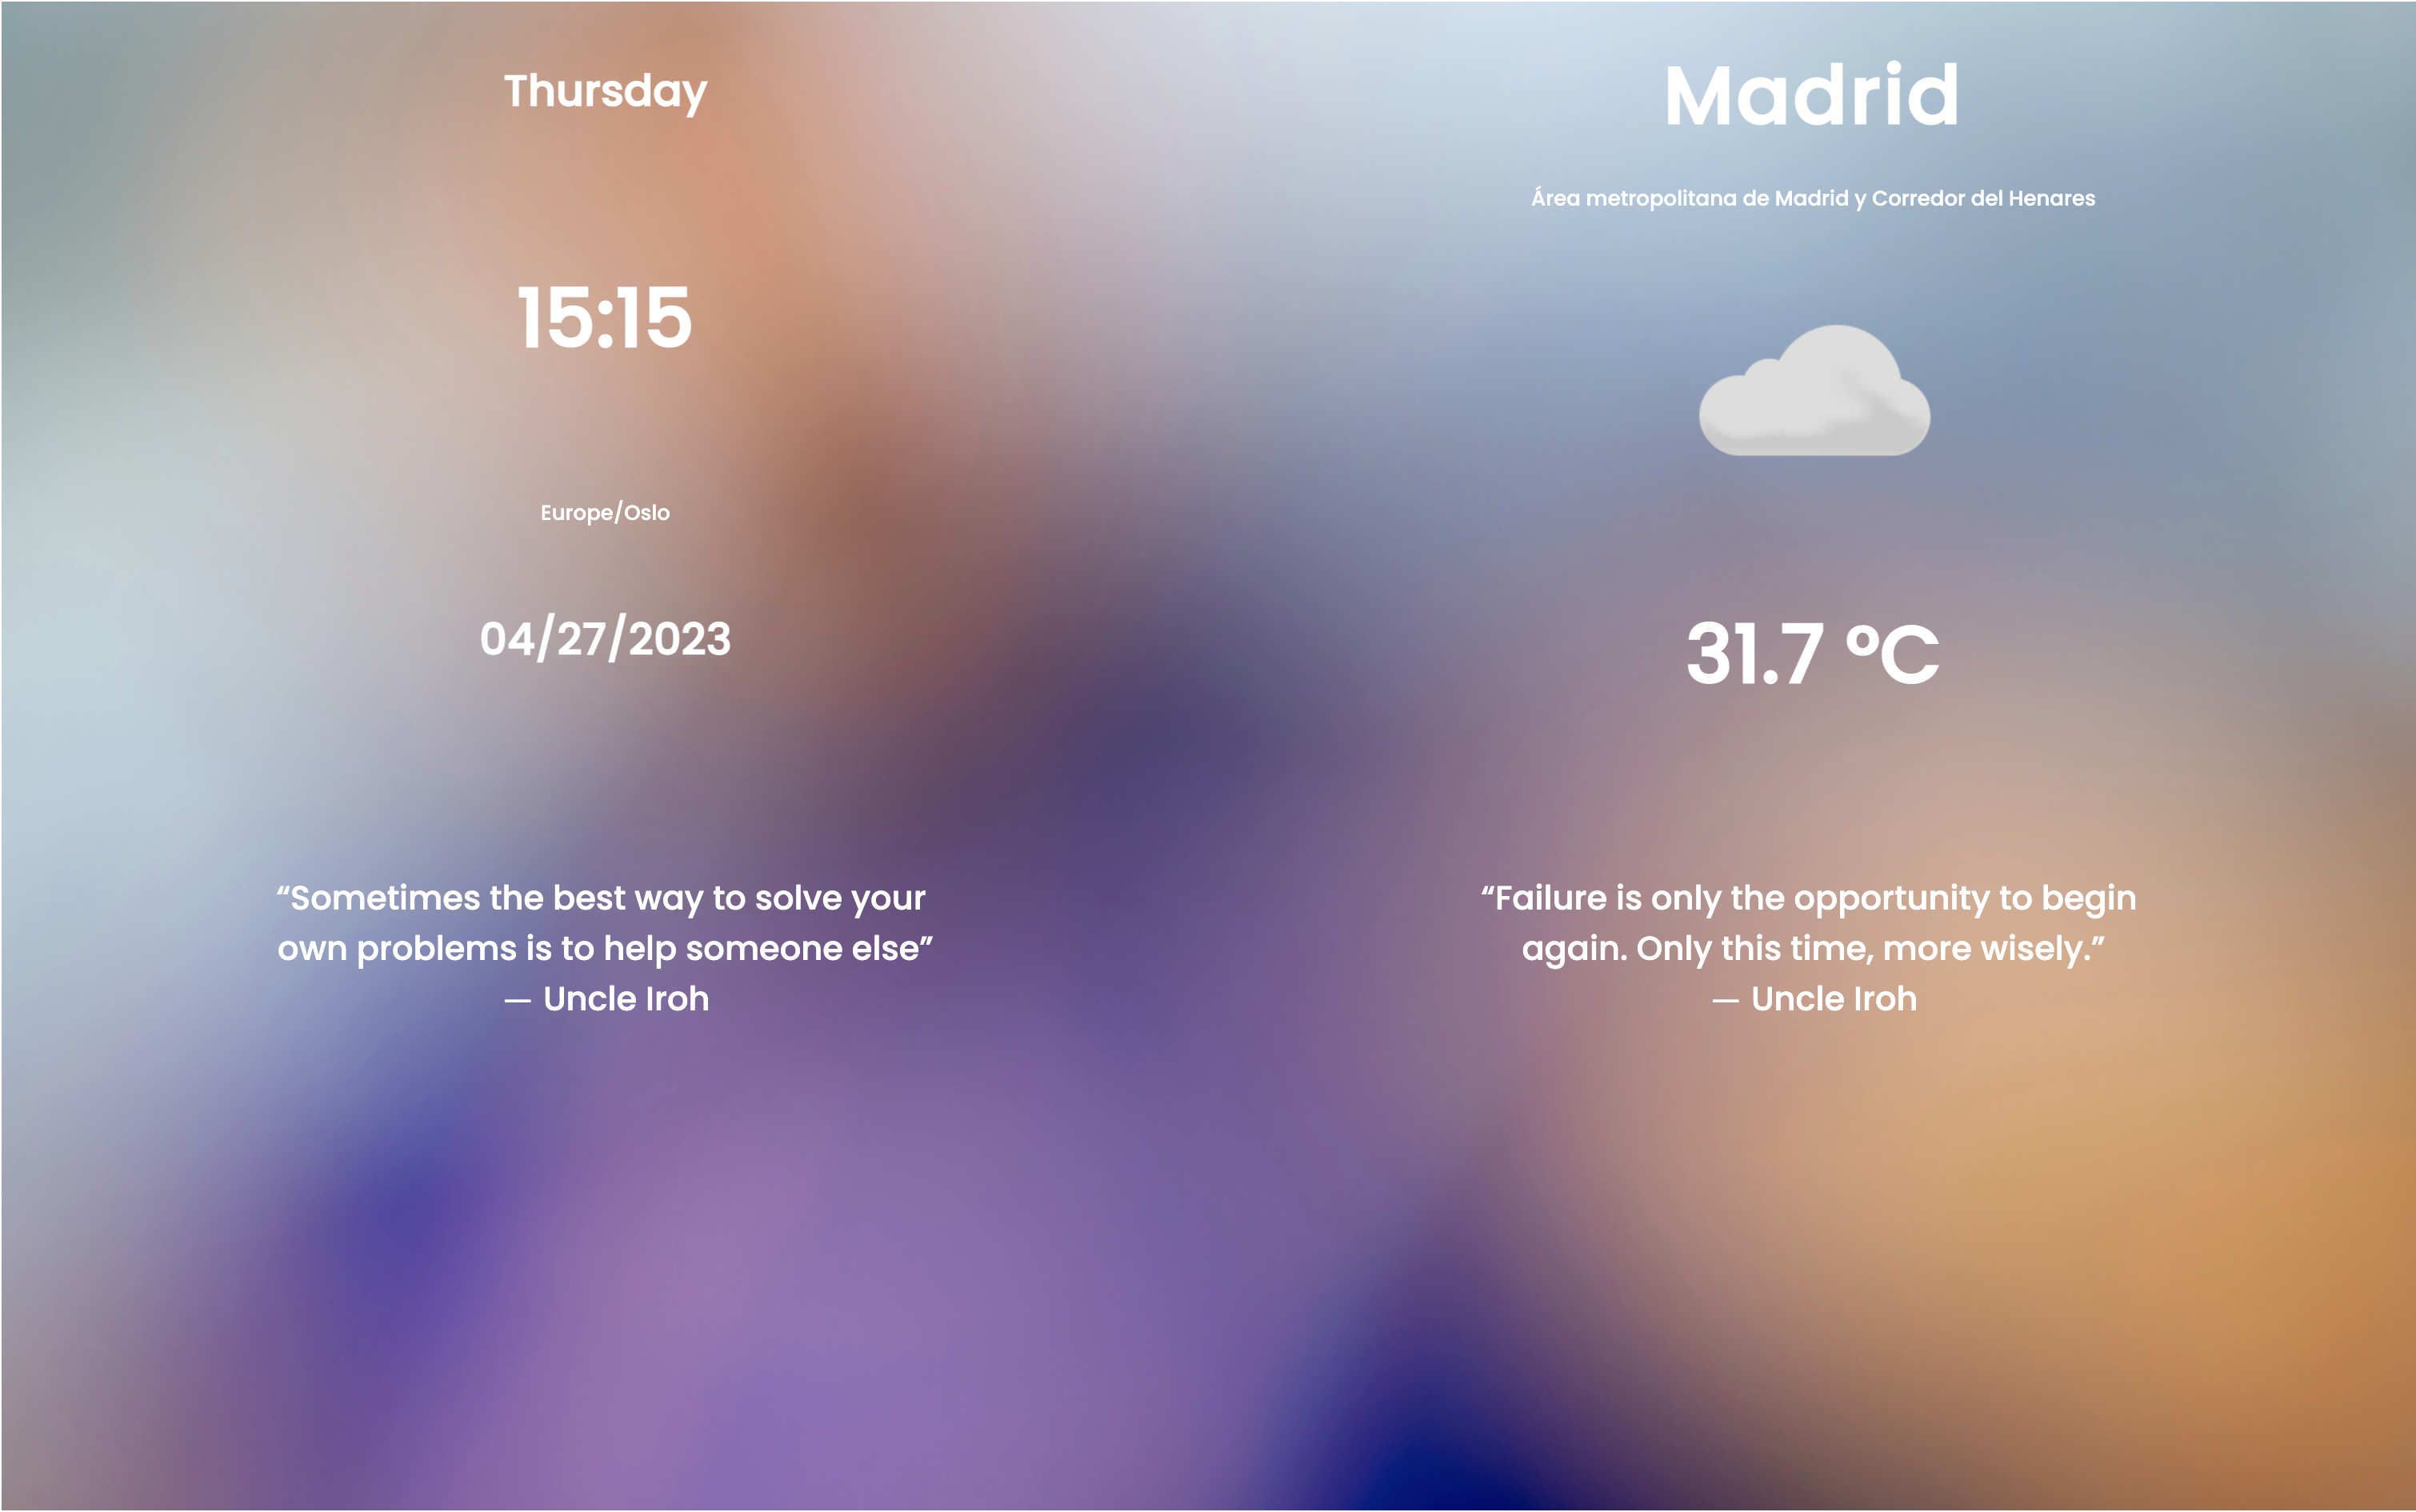 Thursday
15:15
Europe/Oslo
04/27/2023
“Sometimes the best way to solve your
own problems is to help someone else”
— Uncle Iroh
Madrid
Área metropolitana de Madrid y Corredor del Henares
31.7 °C
“Failure is only the opportunity to begin
again. Only this time, more wisely.”
— Uncle Iroh